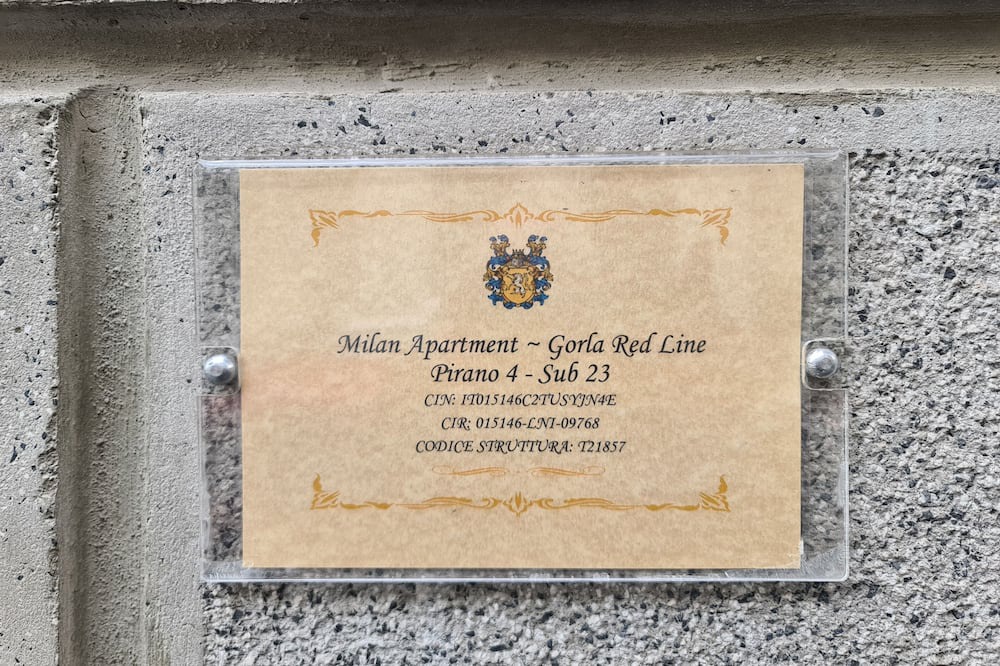 Milan Apartment ~ Gorla Red Line
Pirano 4 - Sub 23
CIN: IT015146C2TUSYJN4E
CIR: 015146-LNI-09768
CODICE STRUTTURA: T21857